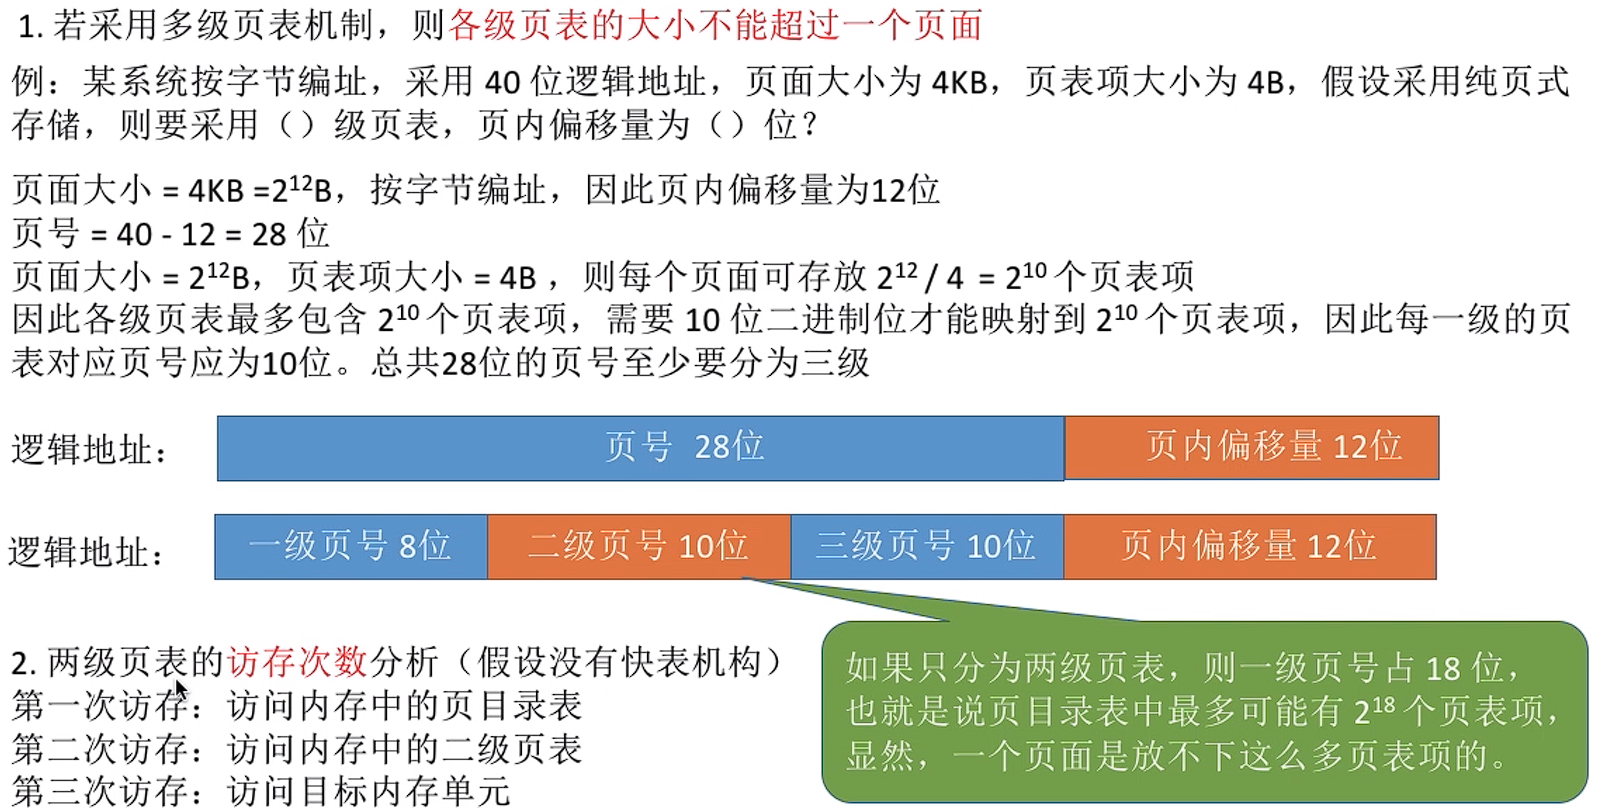 1. 若采用多级页表机制，则各级页表的大小不能超过一个页面
例：某系统按字节编址，采用 40 位逻辑地址，页面大小为 4KB，页表项大小为 4B，假设采用纯页式
存储，则要采用（）级页表，页内偏移量为（）位？
页面大小 = 4KB =2¹²B，按字节编址，因此页内偏移量为12位
页号 = 40 - 12 = 28 位
页面大小 = 2¹²B，页表项大小 = 4B ，则每个页面可存放 2¹² / 4 = 2¹⁰ 个页表项
因此各级页表最多包含 2¹⁰ 个页表项，需要 10 位二进制位才能映射到 2¹⁰ 个页表项，因此每一级的页
表对应页号应为10位。总共28位的页号至少要分为三级
逻辑地址： 页号 28位 页内偏移量 12位
逻辑地址： 一级页号 8位 二级页号 10位 三级页号 10位 页内偏移量 12位
2. 两级页表的访存次数分析（假设没有快表机构）
第一次访存：访问内存中的页目录表
第二次访存：访问内存中的二级页表
第三次访存：访问目标内存单元
如果只分为两级页表，则一级页号占 18 位，
也就是说页目录表中最多可能有 2¹⁸ 个页表项，
显然，一个页面是放不下这么多页表项的。